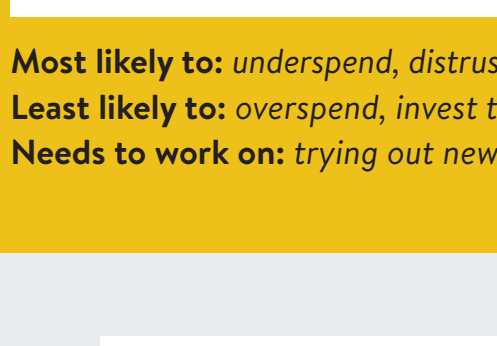 Most likely to: underspend, distrus
Least likely to: overspend, invest t
Needs to work on: trying out new